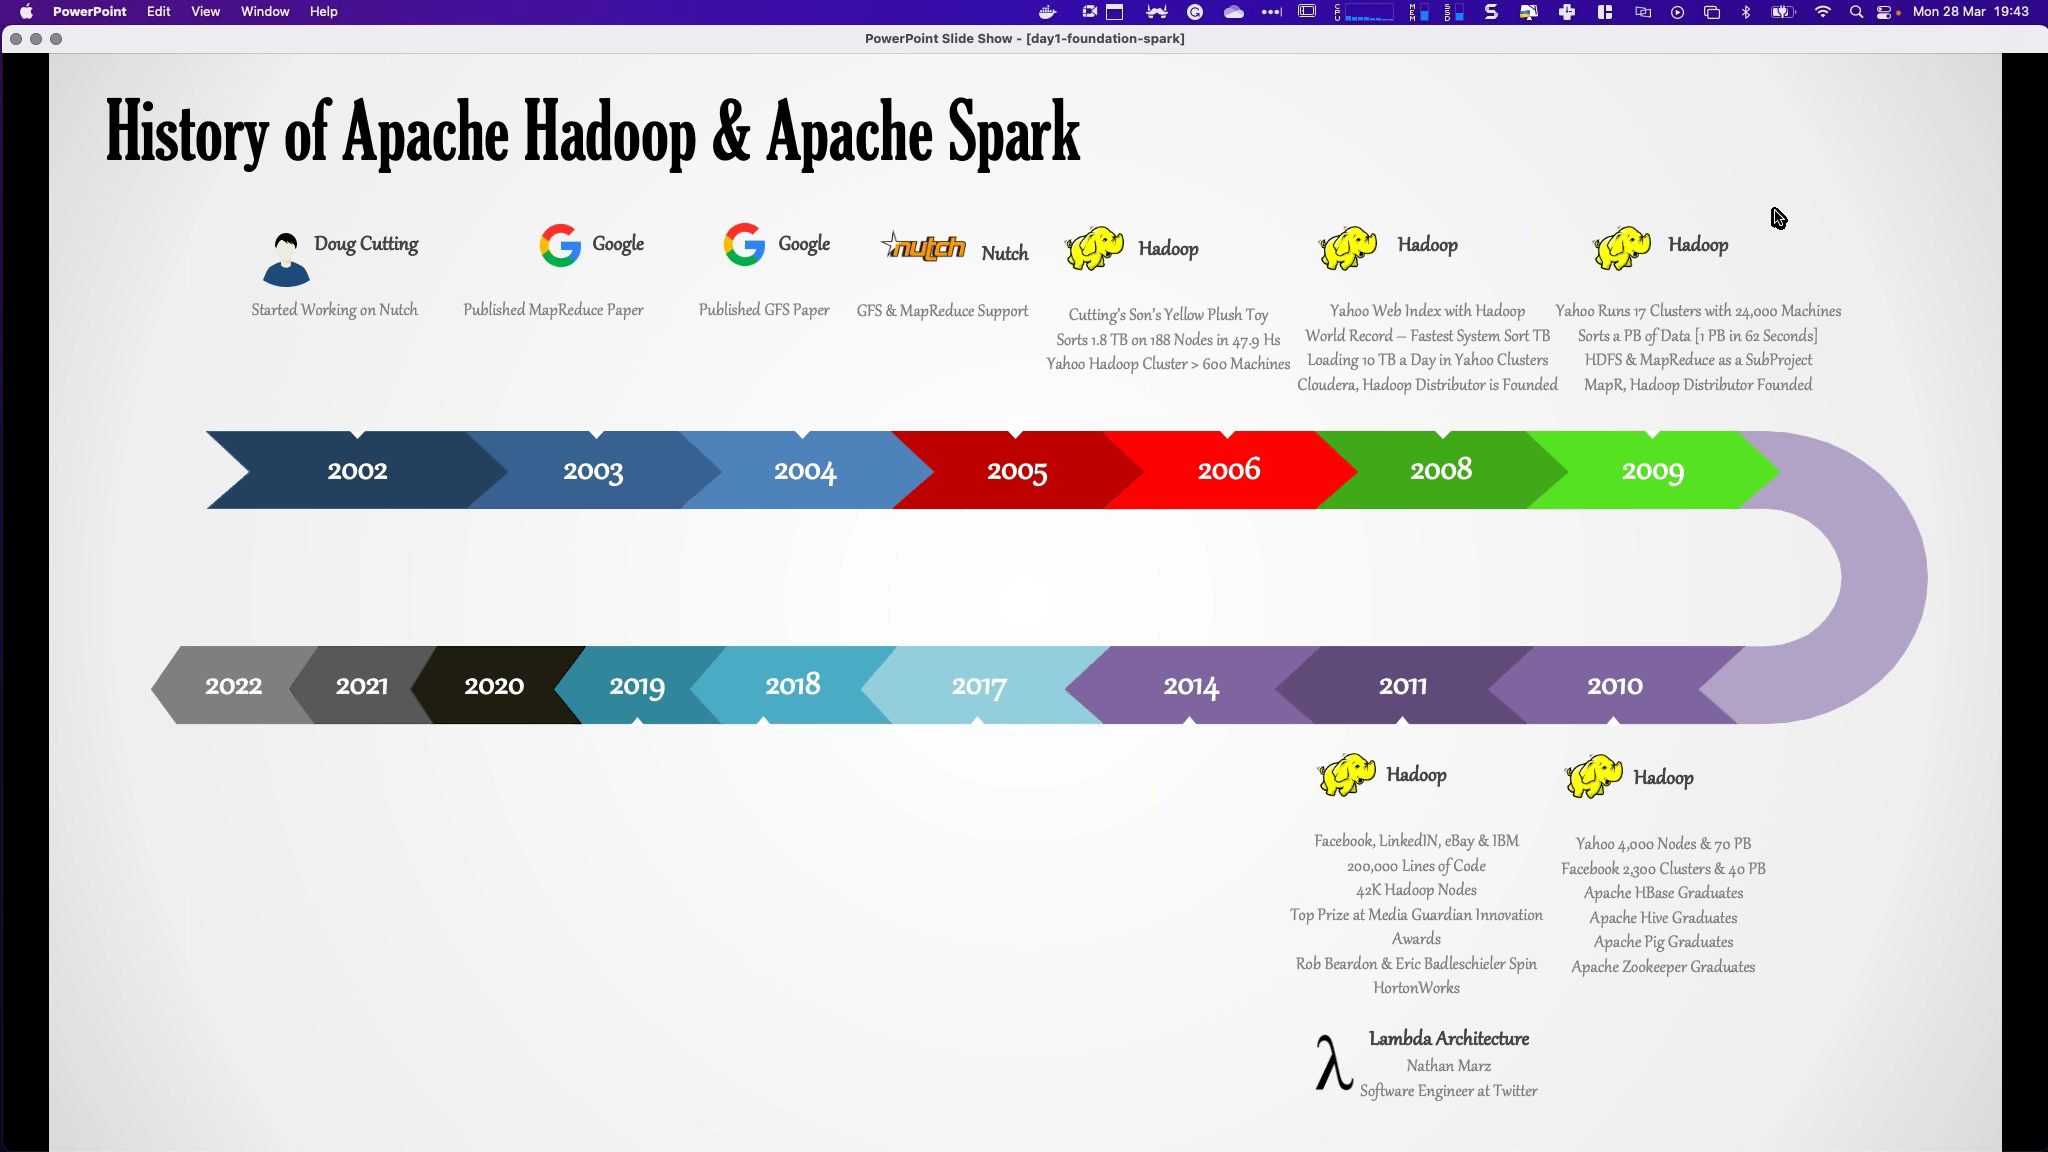 PowerPoint Edit View Window Help
Mon 28 Mar 19:43
PowerPoint Slide Show - [day1-foundation-spark]
History of Apache Hadoop & Apache Spark
Doug Cutting
Started Working on Nutch
Google
Published MapReduce Paper
Google
Published GFS Paper
nutch
Nutch
GFS & MapReduce Support
Hadoop
Cutting's Son's Yellow Plush Toy
Sorts 1.8 TB on 188 Nodes in 47.9 Hs
Yahoo Hadoop Cluster > 600 Machines
Hadoop
Yahoo Web Index with Hadoop
World Record – Fastest System Sort TB
Loading 10 TB a Day in Yahoo Clusters
Cloudera, Hadoop Distributor is Founded
Hadoop
Yahoo Runs 17 Clusters with 24,000 Machines
Sorts a PB of Data [1 PB in 62 Seconds]
HDFS & MapReduce as a SubProject
MapR, Hadoop Distributor Founded
2002 2003 2004 2005 2006 2008 2009
2022 2021 2020 2019 2018 2017 2014 2011 2010
Hadoop
Facebook, LinkedIN, eBay & IBM
200,000 Lines of Code
42K Hadoop Nodes
Top Prize at Media Guardian Innovation
Awards
Rob Beardon & Eric Badleschieler Spin
HortonWorks
Hadoop
Yahoo 4,000 Nodes & 70 PB
Facebook 2,300 Clusters & 40 PB
Apache HBase Graduates
Apache Hive Graduates
Apache Pig Graduates
Apache Zookeeper Graduates
λ
Lambda Architecture
Nathan Marz
Software Engineer at Twitter